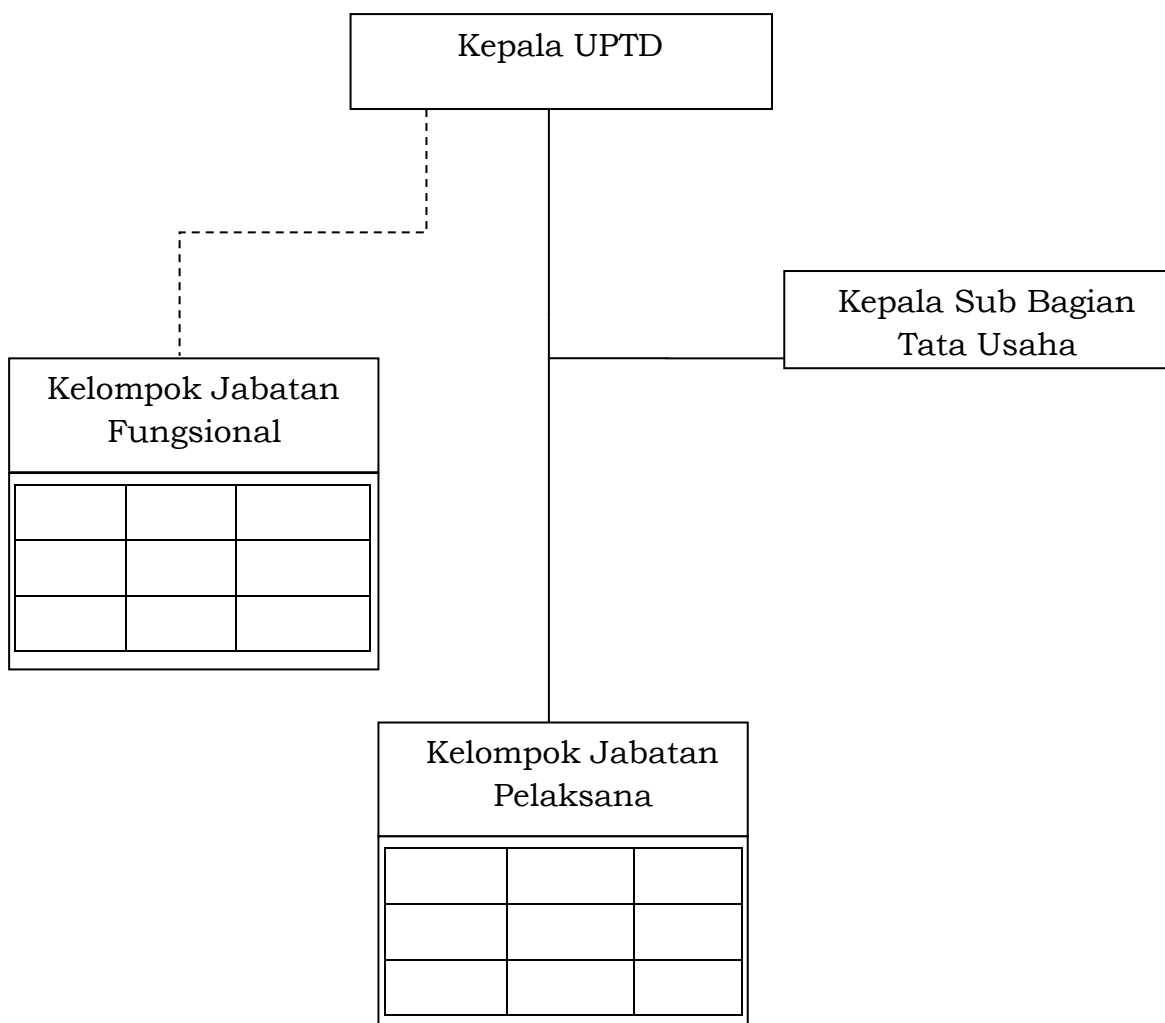 Kepala UPTD
Kepala Sub Bagian
Tata Usaha
Kelompok Jabatan
Fungsional
Kelompok Jabatan
Pelaksana